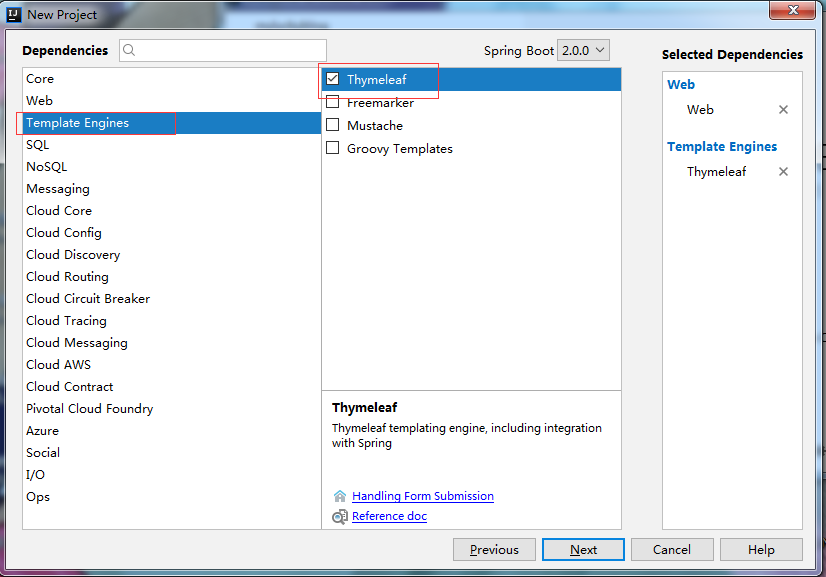 New Project
Dependencies
Spring Boot 2.0.0
Selected Dependencies
Core
Web
Template Engines
SQL
NoSQL
Messaging
Cloud Core
Cloud Config
Cloud Discovery
Cloud Routing
Cloud Circuit Breaker
Cloud Tracing
Cloud Messaging
Cloud AWS
Cloud Contract
Pivotal Cloud Foundry
Azure
Social
I/O
Ops
Thymeleaf
Freemarker
Mustache
Groovy Templates
Thymeleaf
Thymeleaf templating engine, including integration
with Spring
Handling Form Submission
Reference doc
Web
Web
Template Engines
Thymeleaf
Previous
Next
Cancel
Help